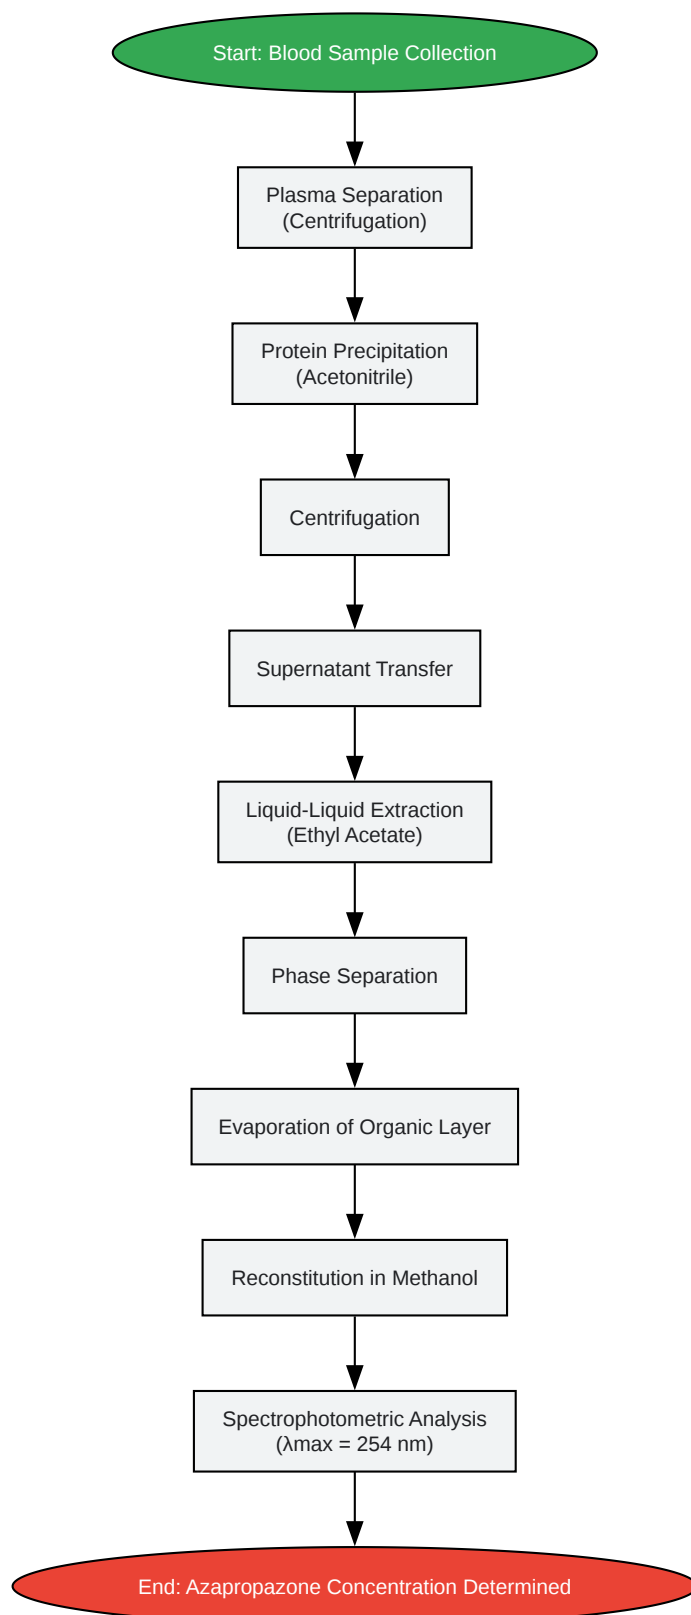 Start: Blood Sample Collection
Plasma Separation
(Centrifugation)
Protein Precipitation
(Acetonitrile)
Centrifugation
Supernatant Transfer
Liquid-Liquid Extraction
(Ethyl Acetate)
Phase Separation
Evaporation of Organic Layer
Reconstitution in Methanol
Spectrophotometric Analysis
(λmax = 254 nm)
End: Azapropazone Concentration Determined